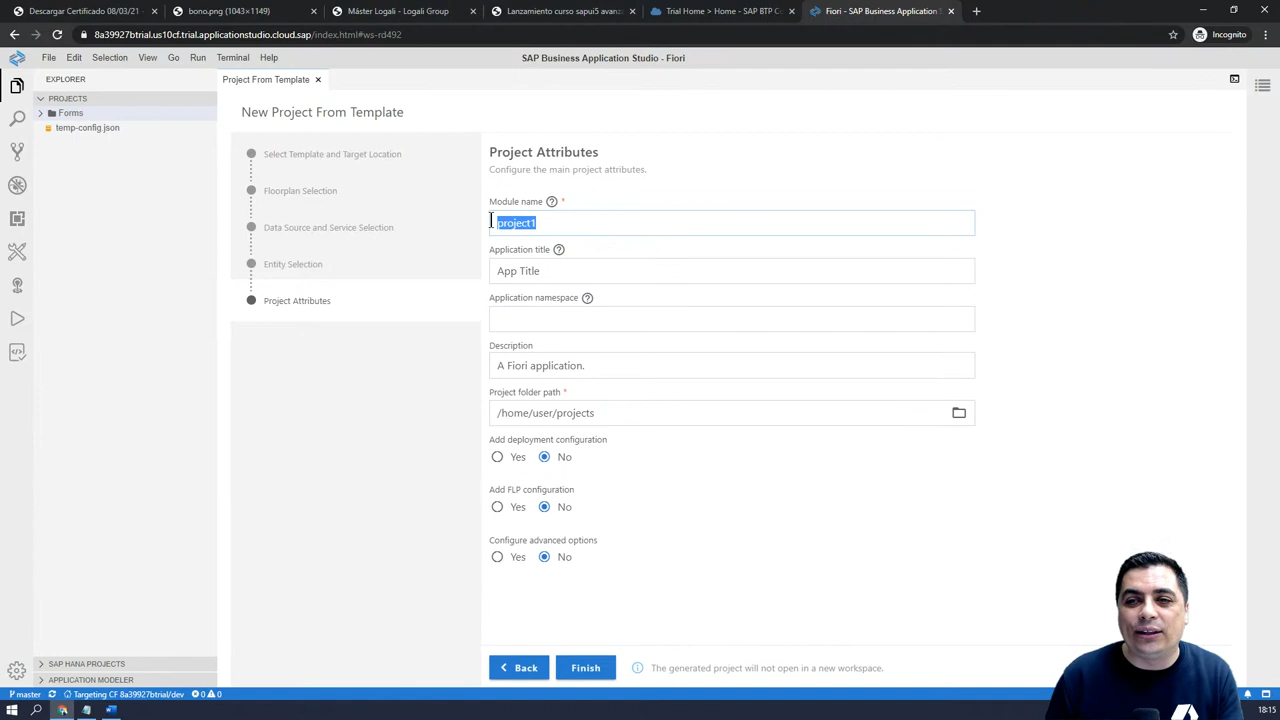 Descargar Certificado 08/03/21 -
bono.png (1043×1149)
Máster Logali - Logali Group
Lanzamiento curso sapui5 avanz
Trial Home > Home - SAP BTP C
Fiori - SAP Business Application S
8a39927btrial.us10cf.trial.applicationstudio.cloud.sap/index.html#ws-rd492
Incognito
File Edit Selection View Go Run Terminal Help
SAP Business Application Studio - Fiori
EXPLORER
PROJECTS
Forms
temp-config.json
Project From Template
New Project From Template
Select Template and Target Location
Floorplan Selection
Data Source and Service Selection
Entity Selection
Project Attributes
Project Attributes
Configure the main project attributes.
Module name ? *
project1
Application title ?
App Title
Application namespace ?
Description
A Fiori application.
Project folder path *
/home/user/projects
Add deployment configuration
Yes No
Add FLP configuration
Yes No
Configure advanced options
Yes No
Back Finish
The generated project will not open in a new workspace.
SAP HANA PROJECTS
APPLICATION MODELER
master Targeting CF 8a39927btrial/dev 0 0
18:15